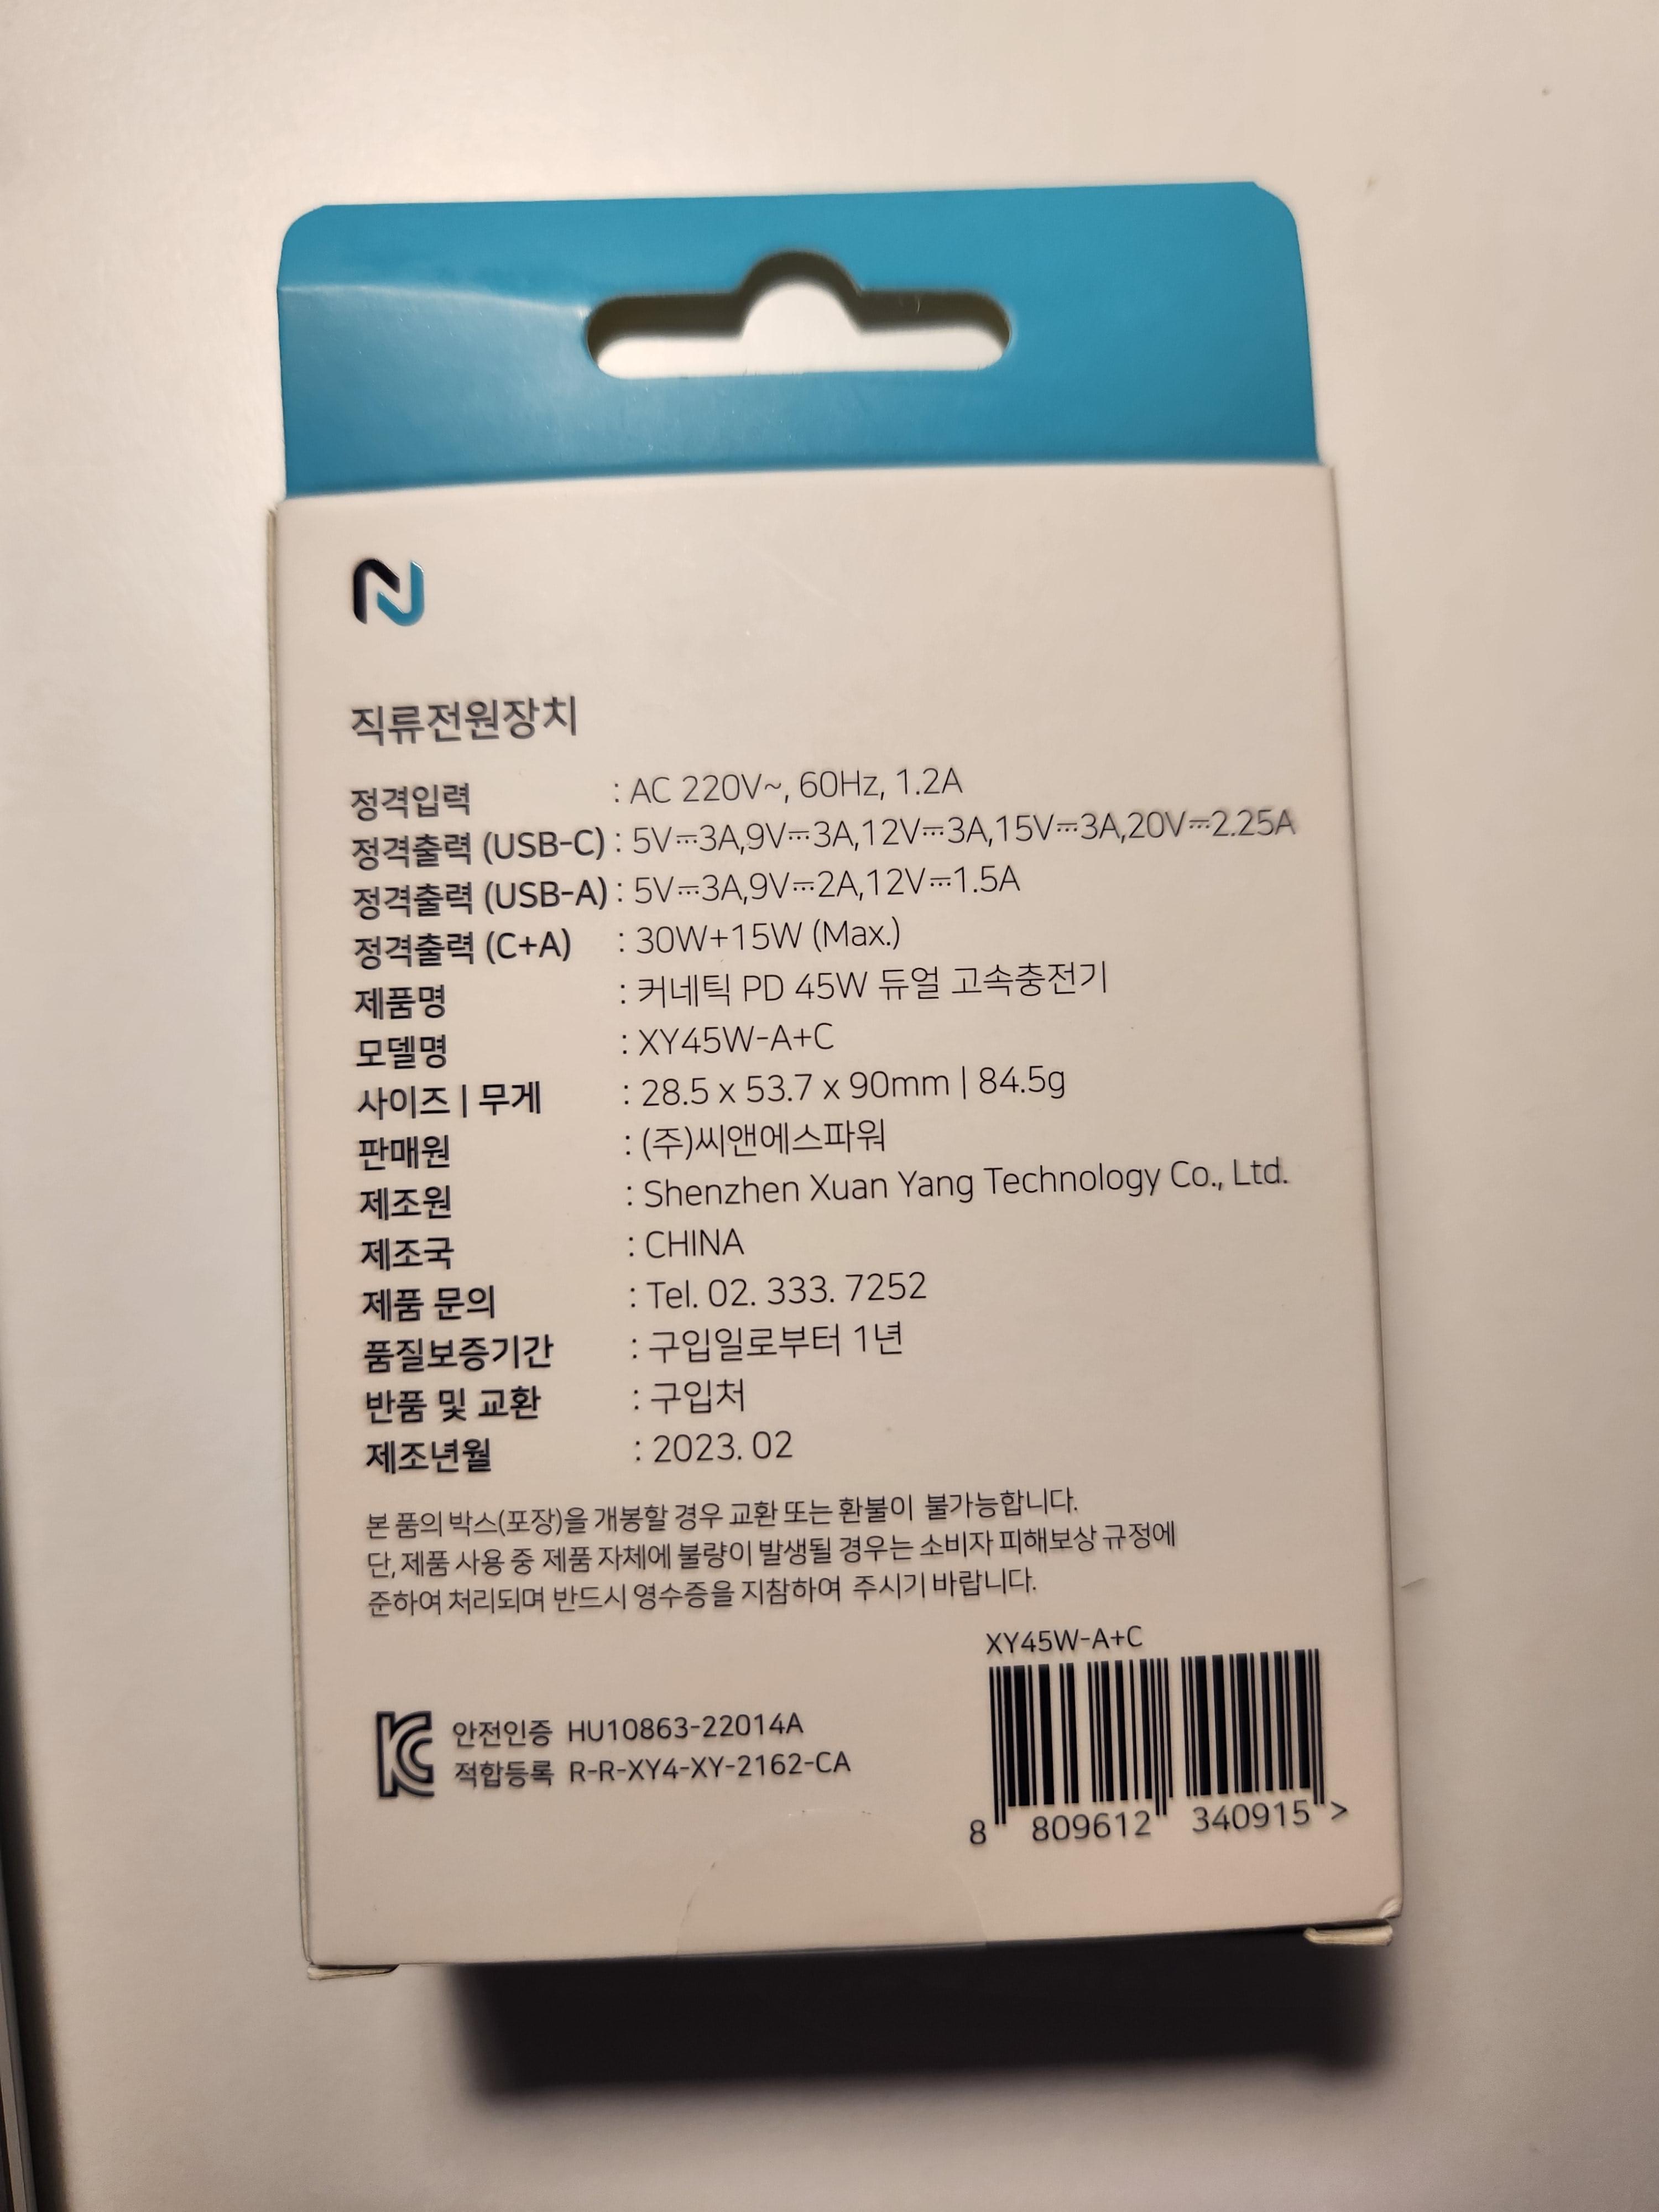 직류전원장치
정격입력 : AC 220V~, 60Hz, 1.2A
정격출력 (USB-C) : 5V⎓3A,9V⎓3A,12V⎓3A,15V⎓3A,20V⎓2.25A
정격출력 (USB-A) : 5V⎓3A,9V⎓2A,12V⎓1.5A
정격출력 (C+A) : 30W+15W (Max.)
제품명 : 커네틱 PD 45W 듀얼 고속충전기
모델명 : XY45W-A+C
사이즈 | 무게 : 28.5 x 53.7 x 90mm | 84.5g
판매원 : (주)씨앤에스파워
제조원 : Shenzhen Xuan Yang Technology Co., Ltd.
제조국 : CHINA
제품 문의 : Tel. 02. 333. 7252
품질보증기간 : 구입일로부터 1년
반품 및 교환 : 구입처
제조년월 : 2023. 02
본 품의 박스(포장)을 개봉할 경우 교환 또는 환불이 불가능합니다.
단, 제품 사용 중 제품 자체에 불량이 발생될 경우는 소비자 피해보상 규정에
준하여 처리되며 반드시 영수증을 지참하여 주시기 바랍니다.
XY45W-A+C
안전인증 HU10863-22014A
적합등록 R-R-XY4-XY-2162-CA
8 809612 340915 >